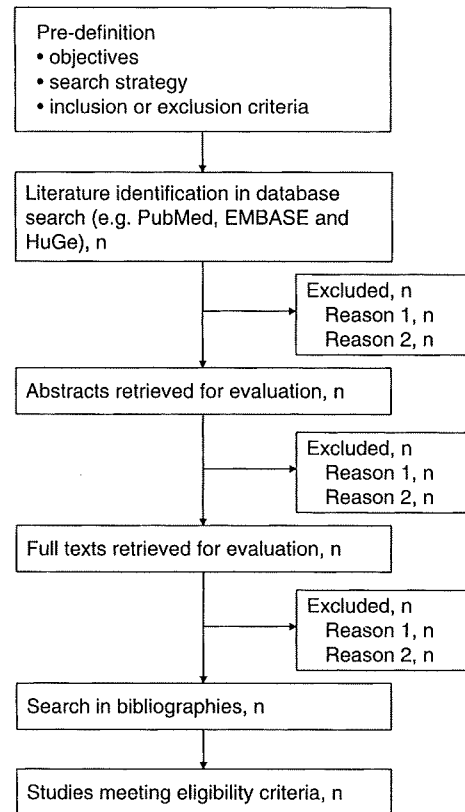 Pre-definition
• objectives
• search strategy
• inclusion or exclusion criteria
Literature identification in database
search (e.g. PubMed, EMBASE and
HuGe), n
Excluded, n
Reason 1, n
Reason 2, n
Abstracts retrieved for evaluation, n
Excluded, n
Reason 1, n
Reason 2, n
Full texts retrieved for evaluation, n
Excluded, n
Reason 1, n
Reason 2, n
Search in bibliographies, n
Studies meeting eligibility criteria, n